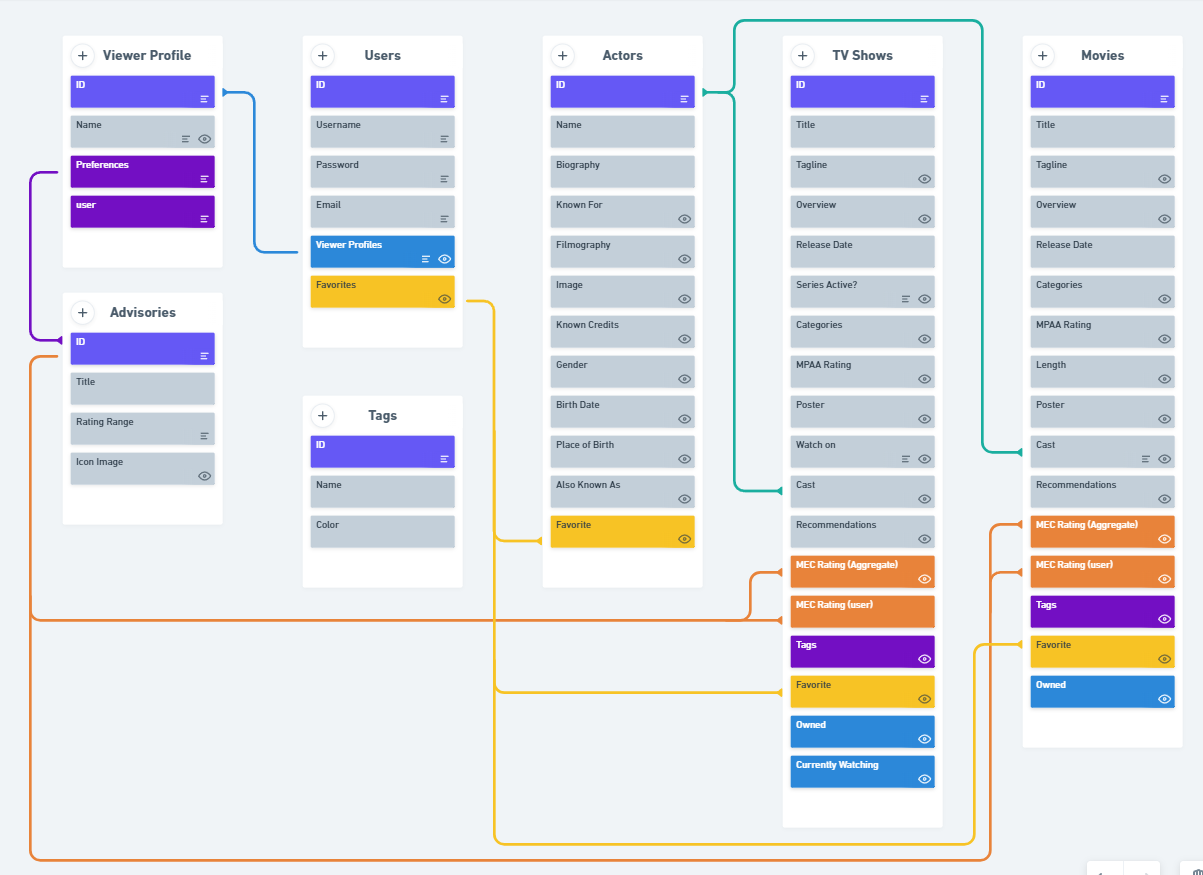 Viewer Profile
ID
Name
Preferences
user
Advisories
ID
Title
Rating Range
Icon Image
Users
ID
Username
Password
Email
Viewer Profiles
Favorites
Tags
ID
Name
Color
Actors
ID
Name
Biography
Known For
Filmography
Image
Known Credits
Gender
Birth Date
Place of Birth
Also Known As
Favorite
TV Shows
ID
Title
Tagline
Overview
Release Date
Series Active?
Categories
MPAA Rating
Poster
Watch on
Cast
Recommendations
MEC Rating (Aggregate)
MEC Rating (user)
Tags
Favorite
Owned
Currently Watching
Movies
ID
Title
Tagline
Overview
Release Date
Categories
MPAA Rating
Length
Poster
Cast
Recommendations
MEC Rating (Aggregate)
MEC Rating (user)
Tags
Favorite
Owned